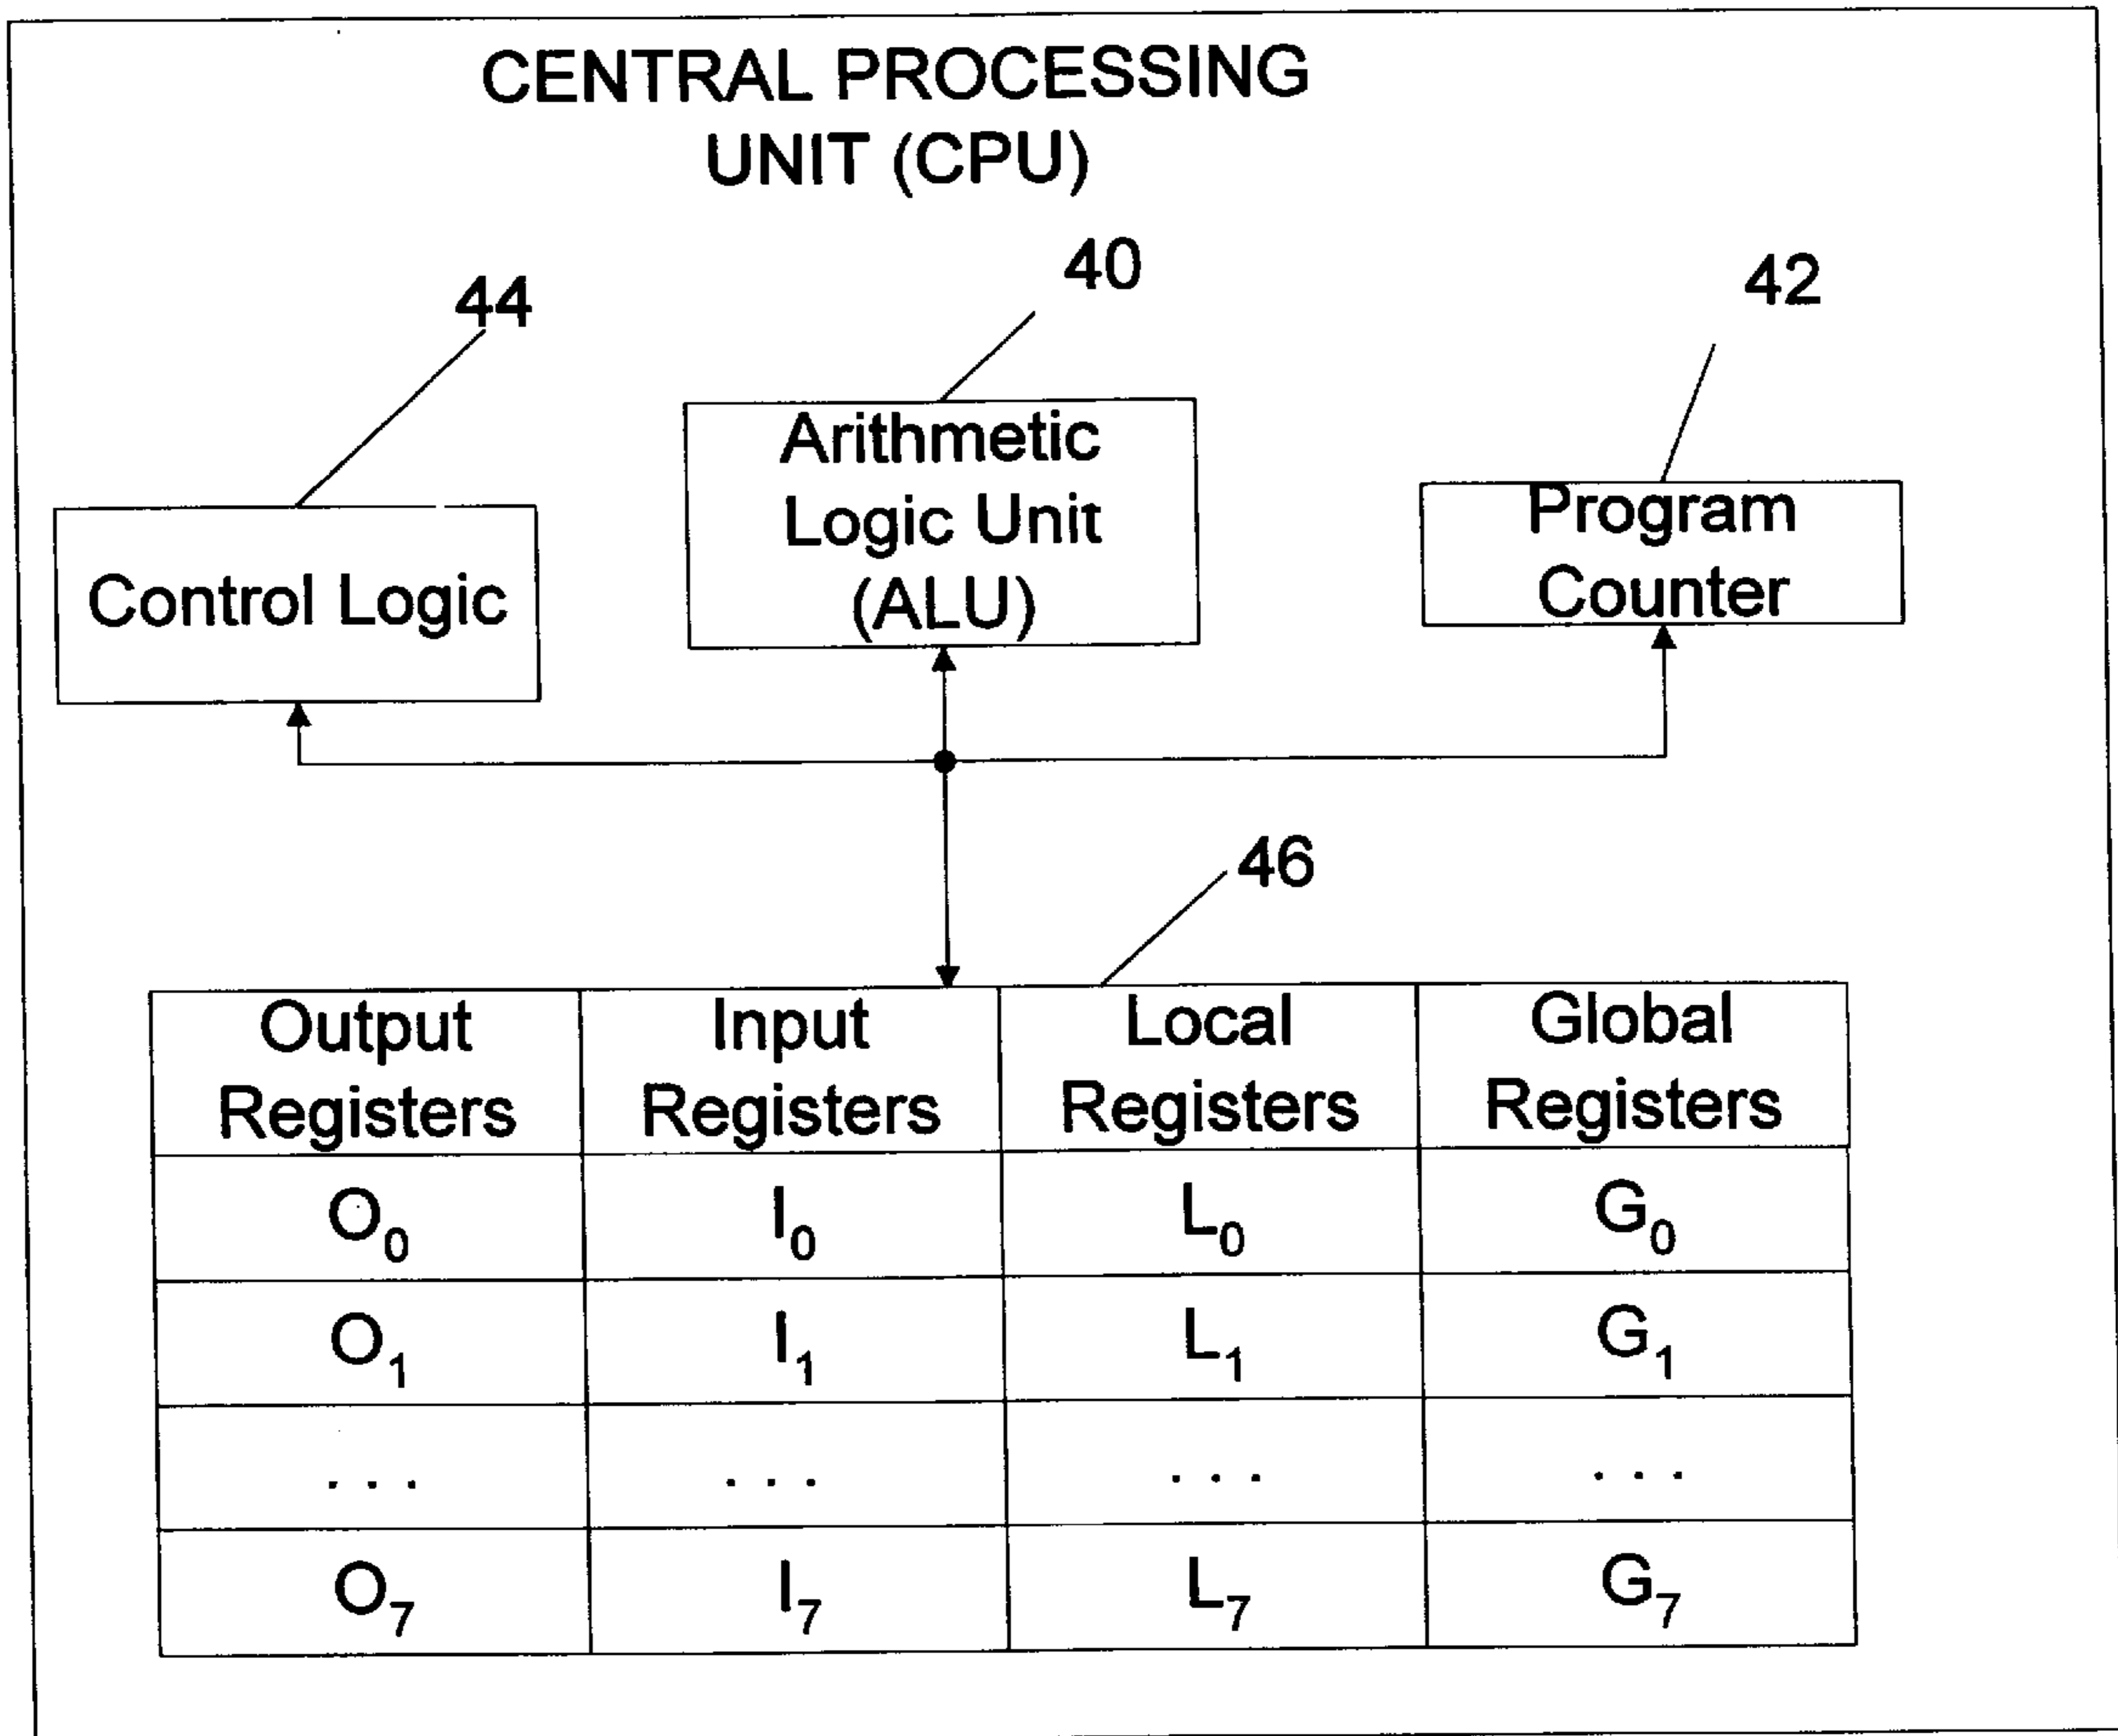 CENTRAL PROCESSING
UNIT (CPU)
44
40
42
Control Logic
Arithmetic
Logic Unit
(ALU)
Program
Counter
46
Output
Registers
Input
Registers
Local
Registers
Global
Registers
O₀ I₀ L₀ G₀
O₁ I₁ L₁ G₁
... ... ... ...
O₇ I₇ L₇ G₇